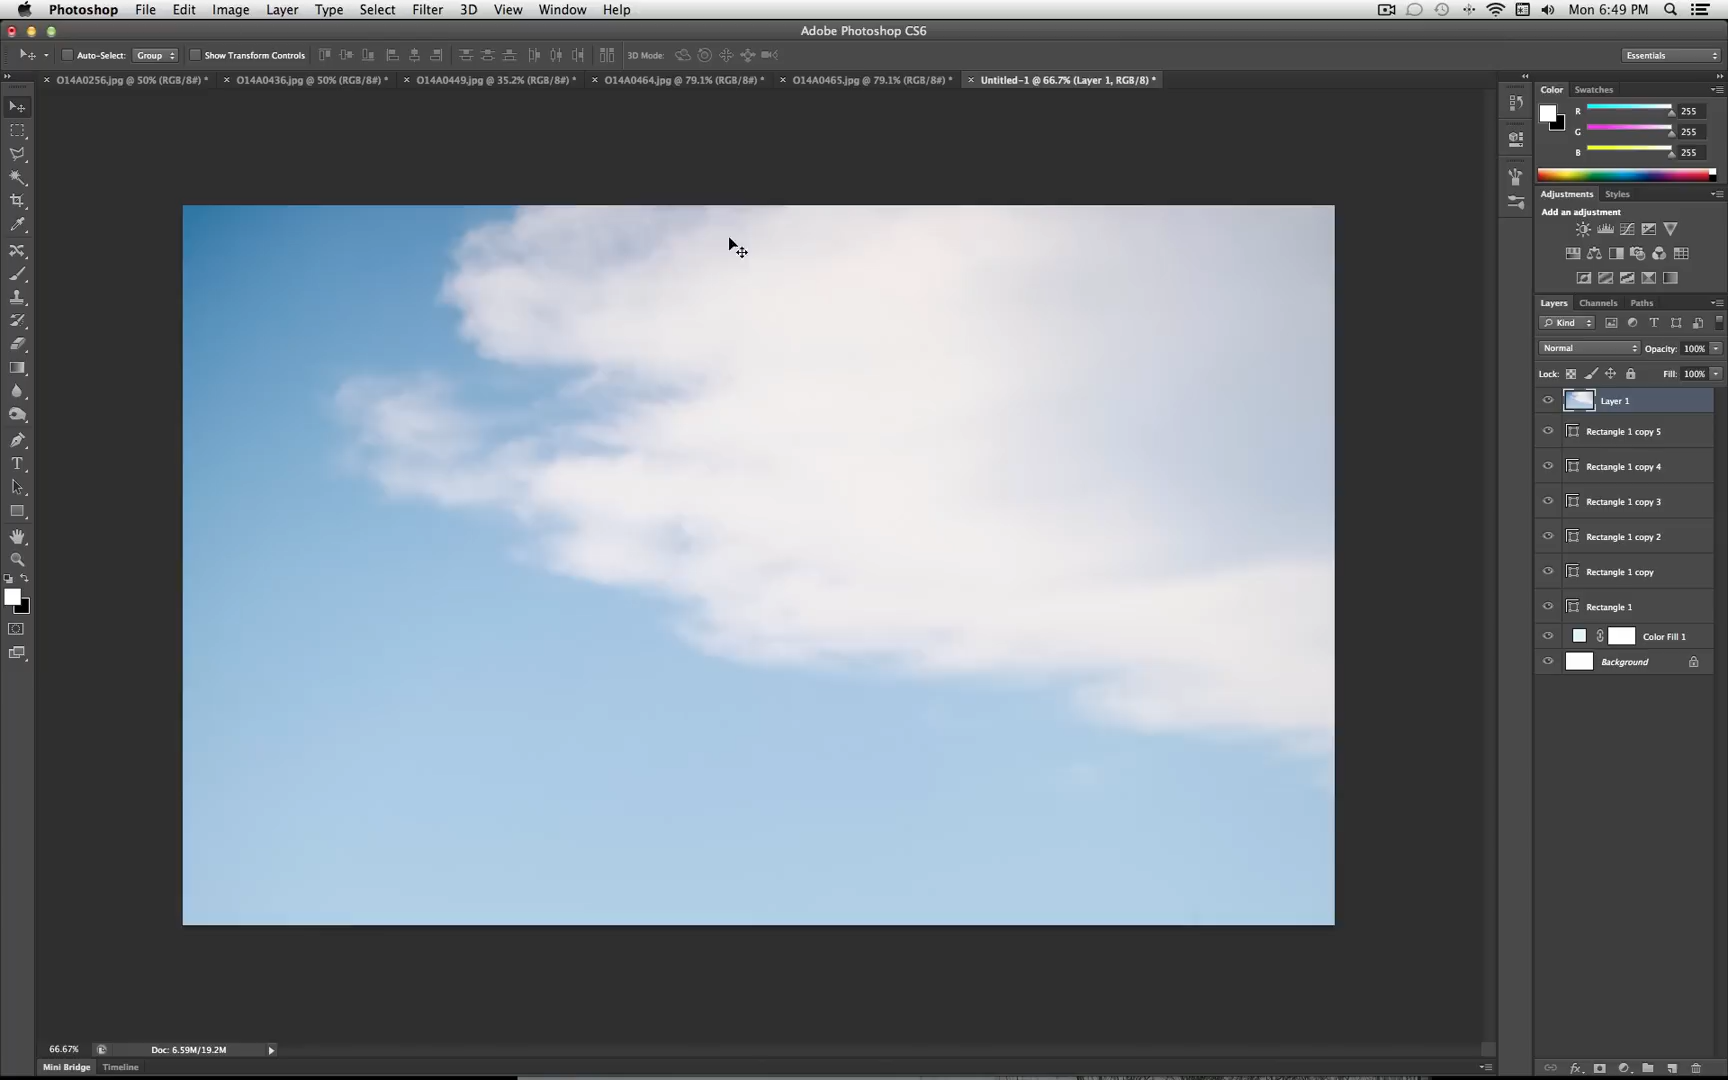 Photoshop File Edit Image Layer Type Select Filter 3D View Window Help Mon 6:49 PM
Adobe Photoshop CS6
Auto-Select: Group Show Transform Controls 3D Mode: Essentials
× O14A0256.jpg @ 50% (RGB/8#) * × O14A0436.jpg @ 50% (RGB/8#) * × O14A0449.jpg @ 35.2% (RGB/8#) * × O14A0464.jpg @ 79.1% (RGB/8#) * × O14A0465.jpg @ 79.1% (RGB/8#) * × Untitled-1 @ 66.7% (Layer 1, RGB/8) *
Color Swatches
R 255
G 255
B 255
Adjustments Styles
Add an adjustment
Layers Channels Paths
Kind
Normal Opacity: 100%
Lock: Fill: 100%
Layer 1
Rectangle 1 copy 5
Rectangle 1 copy 4
Rectangle 1 copy 3
Rectangle 1 copy 2
Rectangle 1 copy
Rectangle 1
Color Fill 1
Background
66.67% Doc: 6.59M/19.2M
Mini Bridge Timeline